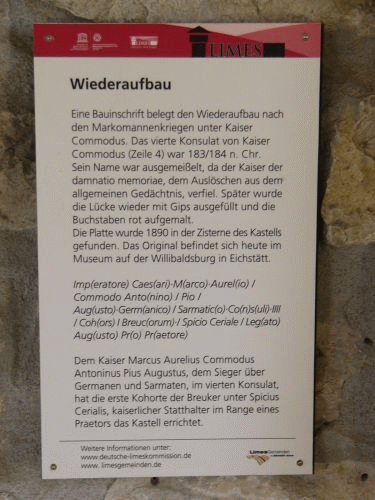 LIMES
Wiederaufbau
Eine Bauinschrift belegt den Wiederaufbau nach
den Markomannenkriegen unter Kaiser
Commodus. Das vierte Konsulat von Kaiser
Commodus (Zeile 4) war 183/184 n. Chr.
Sein Name war ausgemeißelt, da der Kaiser der
damnatio memoriae, dem Auslöschen aus dem
allgemeinen Gedächtnis, verfiel. Später wurde
die Lücke wieder mit Gips ausgefüllt und die
Buchstaben rot aufgemalt.
Die Platte wurde 1890 in der Zisterne des Kastells
gefunden. Das Original befindet sich heute im
Museum auf der Willibaldsburg in Eichstätt.
Imp(eratore) Caes(ari)·M(arco)·Aurel(io) /
Commodo Anto(nino) / Pio /
Aug(usto)·Germ(anico) / Sarmatic(o)·Co(n)s(uli)·IIII
/ Coh(ors) I Breuc(orum)·/ Spicio Ceriale / Leg(ato)
Aug(usto) Pr(o) Pr(aetore)
Dem Kaiser Marcus Aurelius Commodus
Antoninus Pius Augustus, dem Sieger über
Germanen und Sarmaten, im vierten Konsulat,
hat die erste Kohorte der Breuker unter Spicius
Cerialis, kaiserlicher Statthalter im Range eines
Praetors das Kastell errichtet.
Weitere Informationen unter:
www.deutsche-limeskommission.de
www. limesgemeinden.de
LimesGemeinden